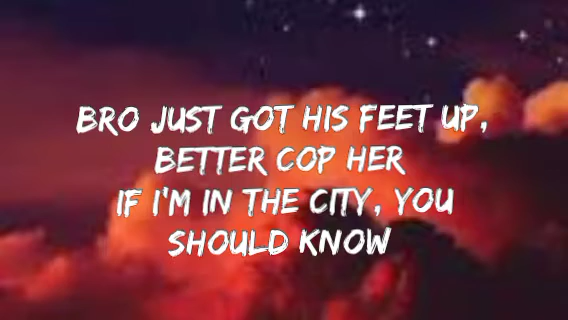 BRO JUST GOT HIS FEET UP,
BETTER COP HER
IF I'M IN THE CITY, YOU
SHOULD KNOW